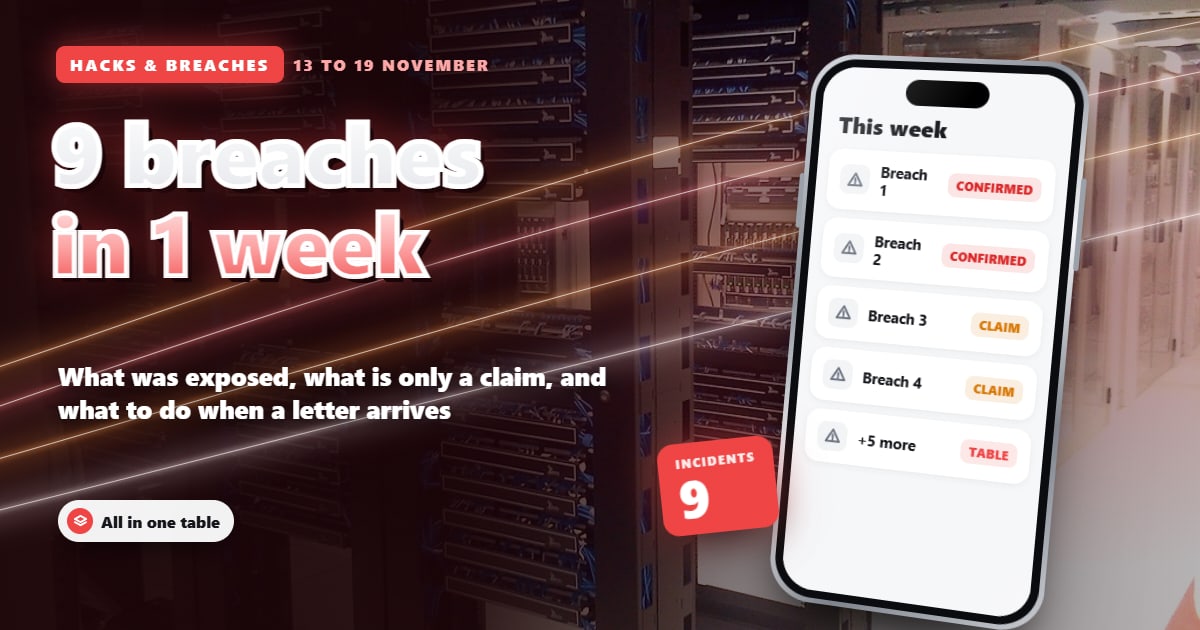 HACKS & BREACHES
13 TO 19 NOVEMBER
9 breaches
in 1 week
What was exposed, what is only a claim, and
what to do when a letter arrives
All in one table
INCIDENTS
9
This week
Breach
1
CONFIRMED
Breach
2
CONFIRMED
Breach 3
CLAIM
Breach 4
CLAIM
+5 more
TABLE